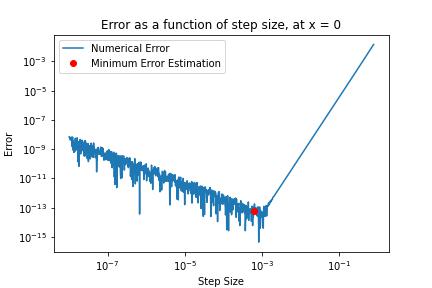 Error as a function of step size, at x = 0
Numerical Error
Minimum Error Estimation
Error
10⁻³
10⁻⁵
10⁻⁷
10⁻⁹
10⁻¹¹
10⁻¹³
10⁻¹⁵
10⁻⁷
10⁻⁵
10⁻³
10⁻¹
Step Size